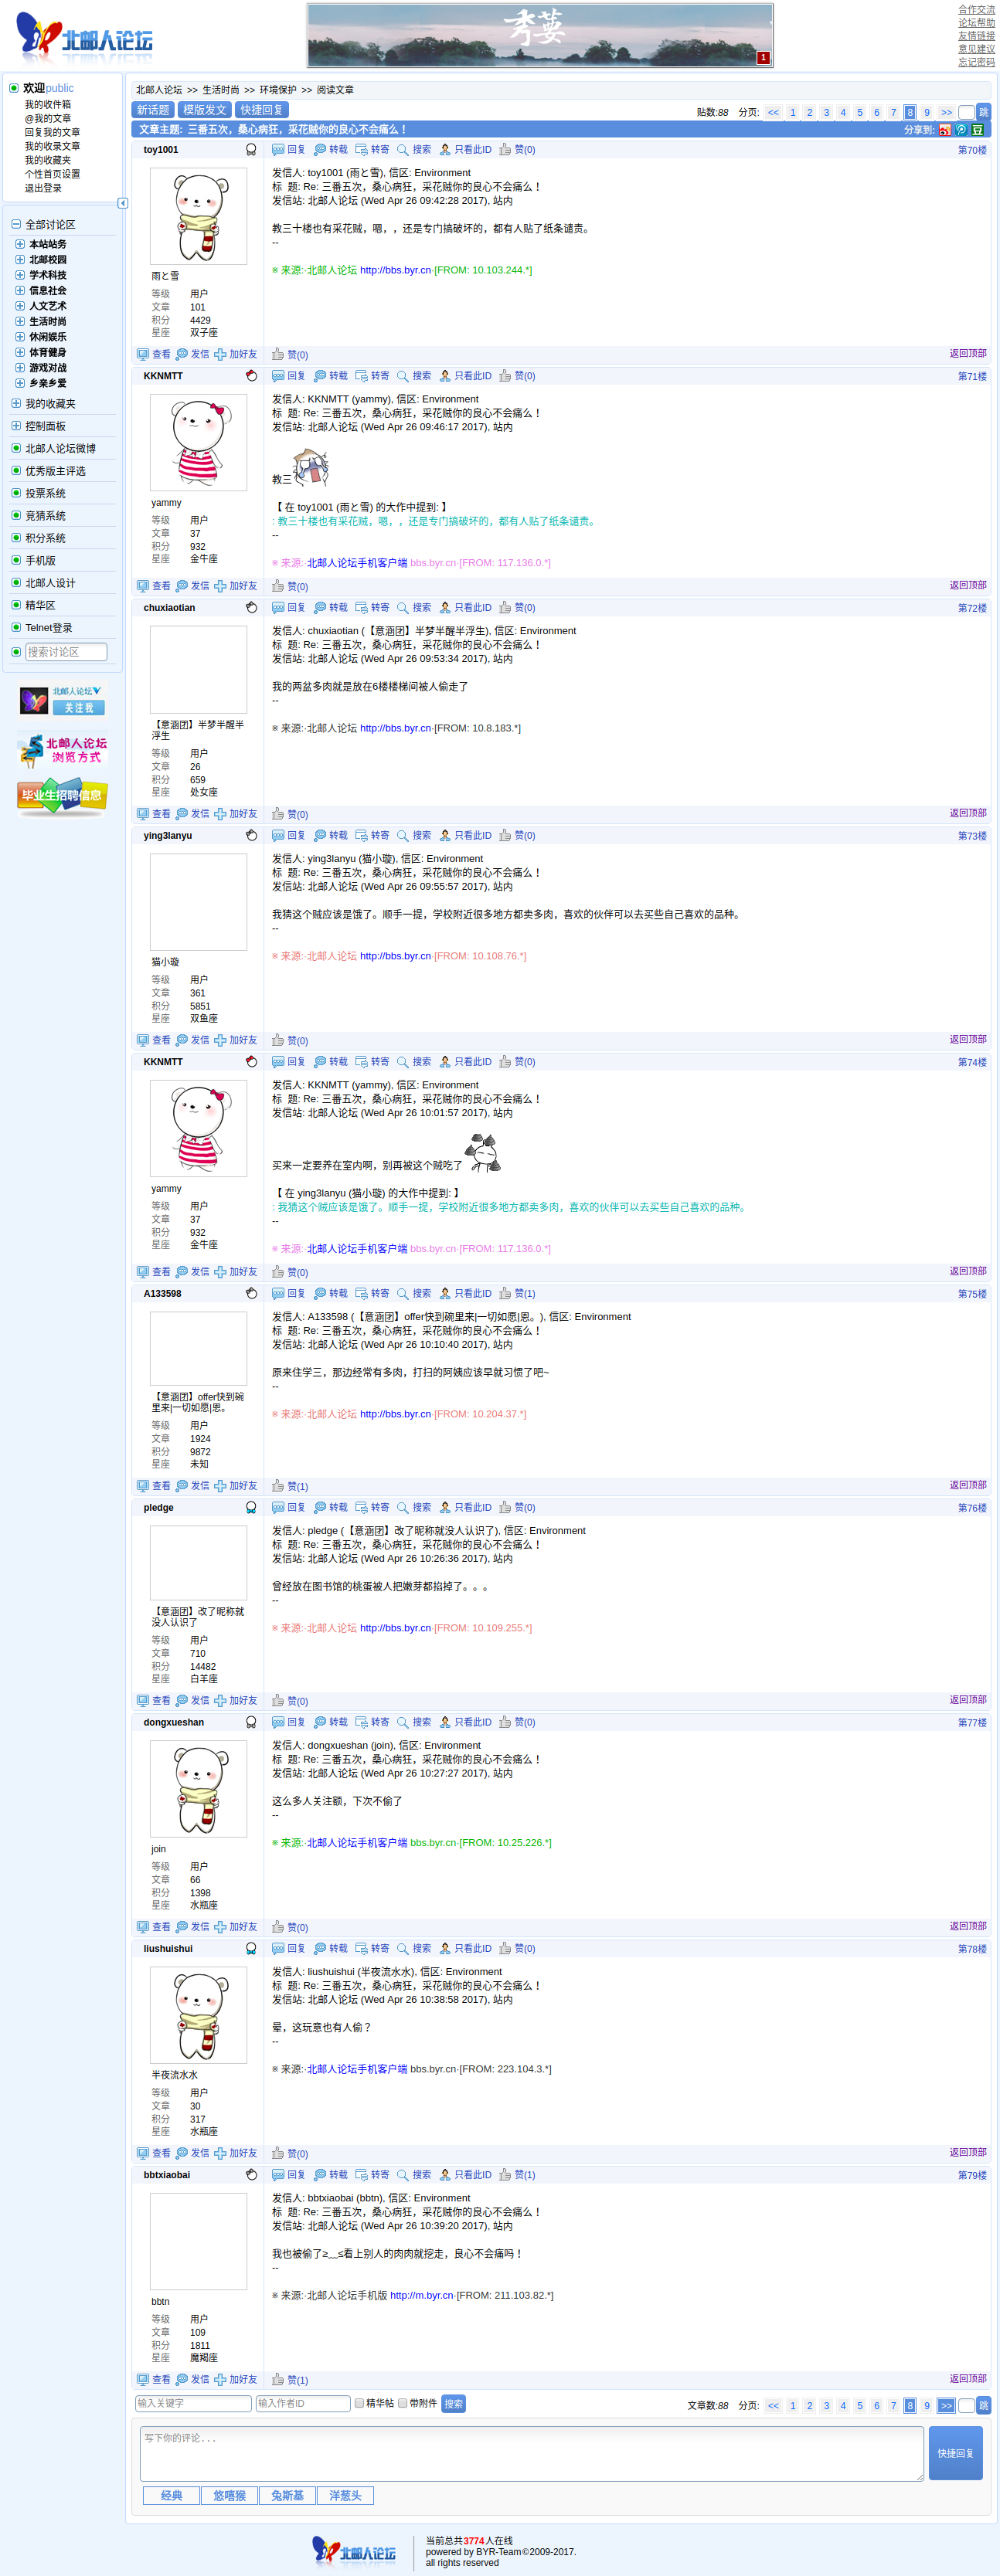 北邮人论坛
秀婴
1
合作交流
论坛帮助
友情链接
意见建议
忘记密码
欢迎public
我的收件箱
@我的文章
回复我的文章
我的收录文章
我的收藏夹
个性首页设置
退出登录
全部讨论区
本站站务
北邮校园
学术科技
信息社会
人文艺术
生活时尚
休闲娱乐
体育健身
游戏对战
乡亲乡爱
我的收藏夹
控制面板
北邮人论坛微博
优秀版主评选
投票系统
竞猜系统
积分系统
手机版
北邮人设计
精华区
Telnet登录
搜索讨论区
北邮人论坛
关注我
北邮人论坛
浏览方式
毕业生招聘信息
北邮人论坛 >> 生活时尚 >> 环境保护 >> 阅读文章
新话题 模版发文 快捷回复
贴数:88 分页: << 1 2 3 4 5 6 7 8 9 >> 跳
文章主题: 三番五次，桑心病狂，采花贼你的良心不会痛么！ 分享到:
toy1001 回复 转载 转寄 搜索 只看此ID 赞(0) 第70楼
雨と雪
等级 用户
文章 101
积分 4429
星座 双子座
发信人: toy1001 (雨と雪), 信区: Environment
标 题: Re: 三番五次，桑心病狂，采花贼你的良心不会痛么！
发信站: 北邮人论坛 (Wed Apr 26 09:42:28 2017), 站内
教三十楼也有采花贼，嗯，，还是专门搞破坏的，都有人贴了纸条谴责。
--
※ 来源:·北邮人论坛 http://bbs.byr.cn·[FROM: 10.103.244.*]
查看 发信 加好友 赞(0) 返回顶部
KKNMTT 回复 转载 转寄 搜索 只看此ID 赞(0) 第71楼
yammy
等级 用户
文章 37
积分 932
星座 金牛座
发信人: KKNMTT (yammy), 信区: Environment
标 题: Re: 三番五次，桑心病狂，采花贼你的良心不会痛么！
发信站: 北邮人论坛 (Wed Apr 26 09:46:17 2017), 站内
教三
【 在 toy1001 (雨と雪) 的大作中提到: 】
: 教三十楼也有采花贼，嗯，，还是专门搞破坏的，都有人贴了纸条谴责。
--
※ 来源:·北邮人论坛手机客户端 bbs.byr.cn·[FROM: 117.136.0.*]
查看 发信 加好友 赞(0) 返回顶部
chuxiaotian 回复 转载 转寄 搜索 只看此ID 赞(0) 第72楼
【意涵团】半梦半醒半浮生
等级 用户
文章 26
积分 659
星座 处女座
发信人: chuxiaotian (【意涵团】半梦半醒半浮生), 信区: Environment
标 题: Re: 三番五次，桑心病狂，采花贼你的良心不会痛么！
发信站: 北邮人论坛 (Wed Apr 26 09:53:34 2017), 站内
我的两盆多肉就是放在6楼楼梯间被人偷走了
--
※ 来源:·北邮人论坛 http://bbs.byr.cn·[FROM: 10.8.183.*]
查看 发信 加好友 赞(0) 返回顶部
ying3lanyu 回复 转载 转寄 搜索 只看此ID 赞(0) 第73楼
猫小璇
等级 用户
文章 361
积分 5851
星座 双鱼座
发信人: ying3lanyu (猫小璇), 信区: Environment
标 题: Re: 三番五次，桑心病狂，采花贼你的良心不会痛么！
发信站: 北邮人论坛 (Wed Apr 26 09:55:57 2017), 站内
我猜这个贼应该是饿了。顺手一提，学校附近很多地方都卖多肉，喜欢的伙伴可以去买些自己喜欢的品种。
--
※ 来源:·北邮人论坛 http://bbs.byr.cn·[FROM: 10.108.76.*]
查看 发信 加好友 赞(0) 返回顶部
KKNMTT 回复 转载 转寄 搜索 只看此ID 赞(0) 第74楼
yammy
等级 用户
文章 37
积分 932
星座 金牛座
发信人: KKNMTT (yammy), 信区: Environment
标 题: Re: 三番五次，桑心病狂，采花贼你的良心不会痛么！
发信站: 北邮人论坛 (Wed Apr 26 10:01:57 2017), 站内
买来一定要养在室内啊，别再被这个贼吃了
【 在 ying3lanyu (猫小璇) 的大作中提到: 】
: 我猜这个贼应该是饿了。顺手一提，学校附近很多地方都卖多肉，喜欢的伙伴可以去买些自己喜欢的品种。
--
※ 来源:·北邮人论坛手机客户端 bbs.byr.cn·[FROM: 117.136.0.*]
查看 发信 加好友 赞(0) 返回顶部
A133598 回复 转载 转寄 搜索 只看此ID 赞(1) 第75楼
【意涵团】offer快到碗里来|一切如愿|恩。
等级 用户
文章 1924
积分 9872
星座 未知
发信人: A133598 (【意涵团】offer快到碗里来|一切如愿|恩。), 信区: Environment
标 题: Re: 三番五次，桑心病狂，采花贼你的良心不会痛么！
发信站: 北邮人论坛 (Wed Apr 26 10:10:40 2017), 站内
原来住学三，那边经常有多肉，打扫的阿姨应该早就习惯了吧~
--
※ 来源:·北邮人论坛 http://bbs.byr.cn·[FROM: 10.204.37.*]
查看 发信 加好友 赞(1) 返回顶部
pledge 回复 转载 转寄 搜索 只看此ID 赞(0) 第76楼
【意涵团】改了昵称就没人认识了
等级 用户
文章 710
积分 14482
星座 白羊座
发信人: pledge (【意涵团】改了昵称就没人认识了), 信区: Environment
标 题: Re: 三番五次，桑心病狂，采花贼你的良心不会痛么！
发信站: 北邮人论坛 (Wed Apr 26 10:26:36 2017), 站内
曾经放在图书馆的桃蛋被人把嫩芽都掐掉了。。。
--
※ 来源:·北邮人论坛 http://bbs.byr.cn·[FROM: 10.109.255.*]
查看 发信 加好友 赞(0) 返回顶部
dongxueshan 回复 转载 转寄 搜索 只看此ID 赞(0) 第77楼
join
等级 用户
文章 66
积分 1398
星座 水瓶座
发信人: dongxueshan (join), 信区: Environment
标 题: Re: 三番五次，桑心病狂，采花贼你的良心不会痛么！
发信站: 北邮人论坛 (Wed Apr 26 10:27:27 2017), 站内
这么多人关注额，下次不偷了
--
※ 来源:·北邮人论坛手机客户端 bbs.byr.cn·[FROM: 10.25.226.*]
查看 发信 加好友 赞(0) 返回顶部
liushuishui 回复 转载 转寄 搜索 只看此ID 赞(0) 第78楼
半夜流水水
等级 用户
文章 30
积分 317
星座 水瓶座
发信人: liushuishui (半夜流水水), 信区: Environment
标 题: Re: 三番五次，桑心病狂，采花贼你的良心不会痛么！
发信站: 北邮人论坛 (Wed Apr 26 10:38:58 2017), 站内
晕，这玩意也有人偷？
--
※ 来源:·北邮人论坛手机客户端 bbs.byr.cn·[FROM: 223.104.3.*]
查看 发信 加好友 赞(0) 返回顶部
bbtxiaobai 回复 转载 转寄 搜索 只看此ID 赞(1) 第79楼
bbtn
等级 用户
文章 109
积分 1811
星座 魔羯座
发信人: bbtxiaobai (bbtn), 信区: Environment
标 题: Re: 三番五次，桑心病狂，采花贼你的良心不会痛么！
发信站: 北邮人论坛 (Wed Apr 26 10:39:20 2017), 站内
我也被偷了≥﹏≤看上别人的肉肉就挖走，良心不会痛吗！
--
※ 来源:·北邮人论坛手机版 http://m.byr.cn·[FROM: 211.103.82.*]
查看 发信 加好友 赞(1) 返回顶部
输入关键字 输入作者ID 精华帖 带附件 搜索
文章数:88 分页: << 1 2 3 4 5 6 7 8 9 >> 跳
写下你的评论...
快捷回复
经典 悠嘻猴 兔斯基 洋葱头
北邮人论坛
当前总共3774人在线
powered by BYR-Team©2009-2017.
all rights reserved